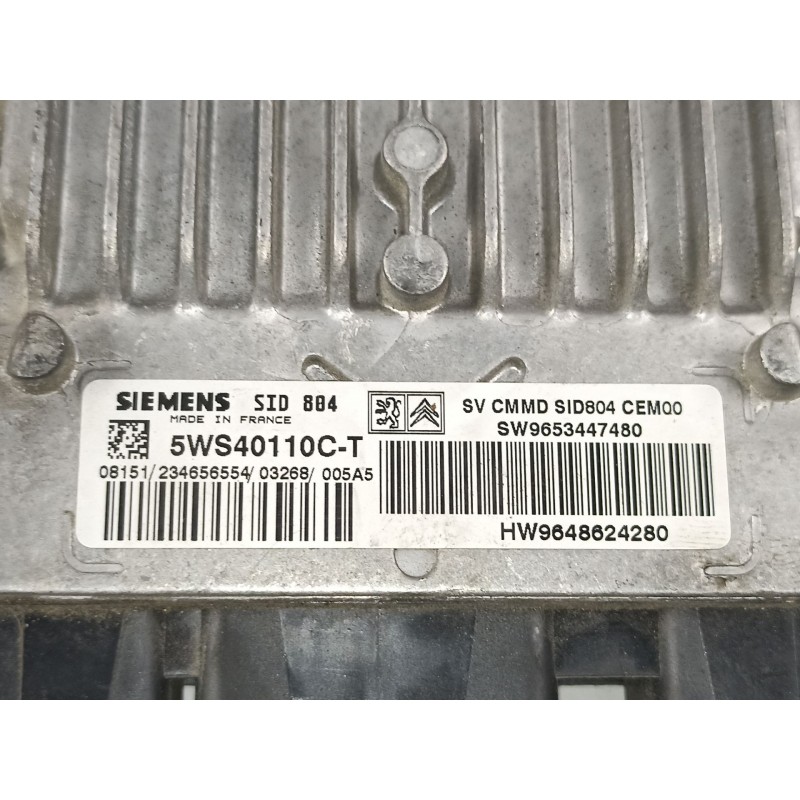 SIEMENS SID 804
MADE IN FRANCE
5WS40110C-T
08151/234656554/03268/005A5
SV CMMD SID804 CEM00
SW9653447480
HW9648624280